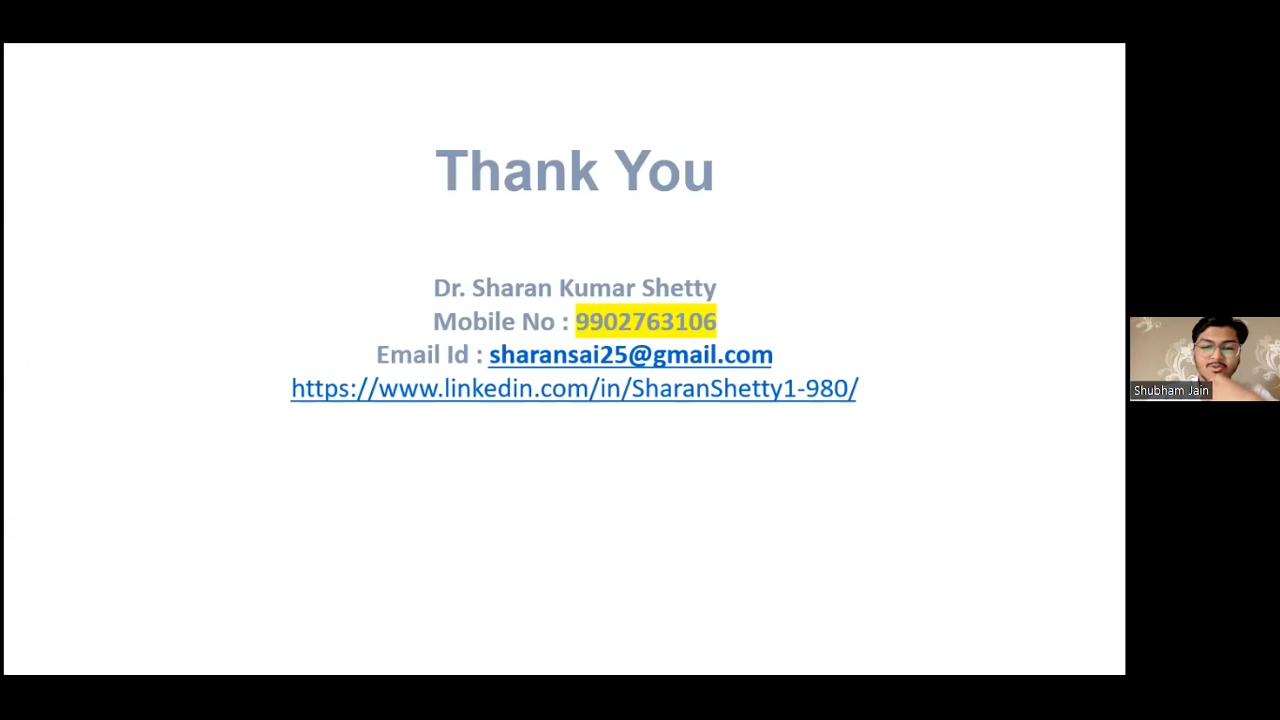 Thank You
Dr. Sharan Kumar Shetty
Mobile No : 9902763106
Email Id : sharansai25@gmail.com
https://www.linkedin.com/in/SharanShetty1-980/
Shubham Jain